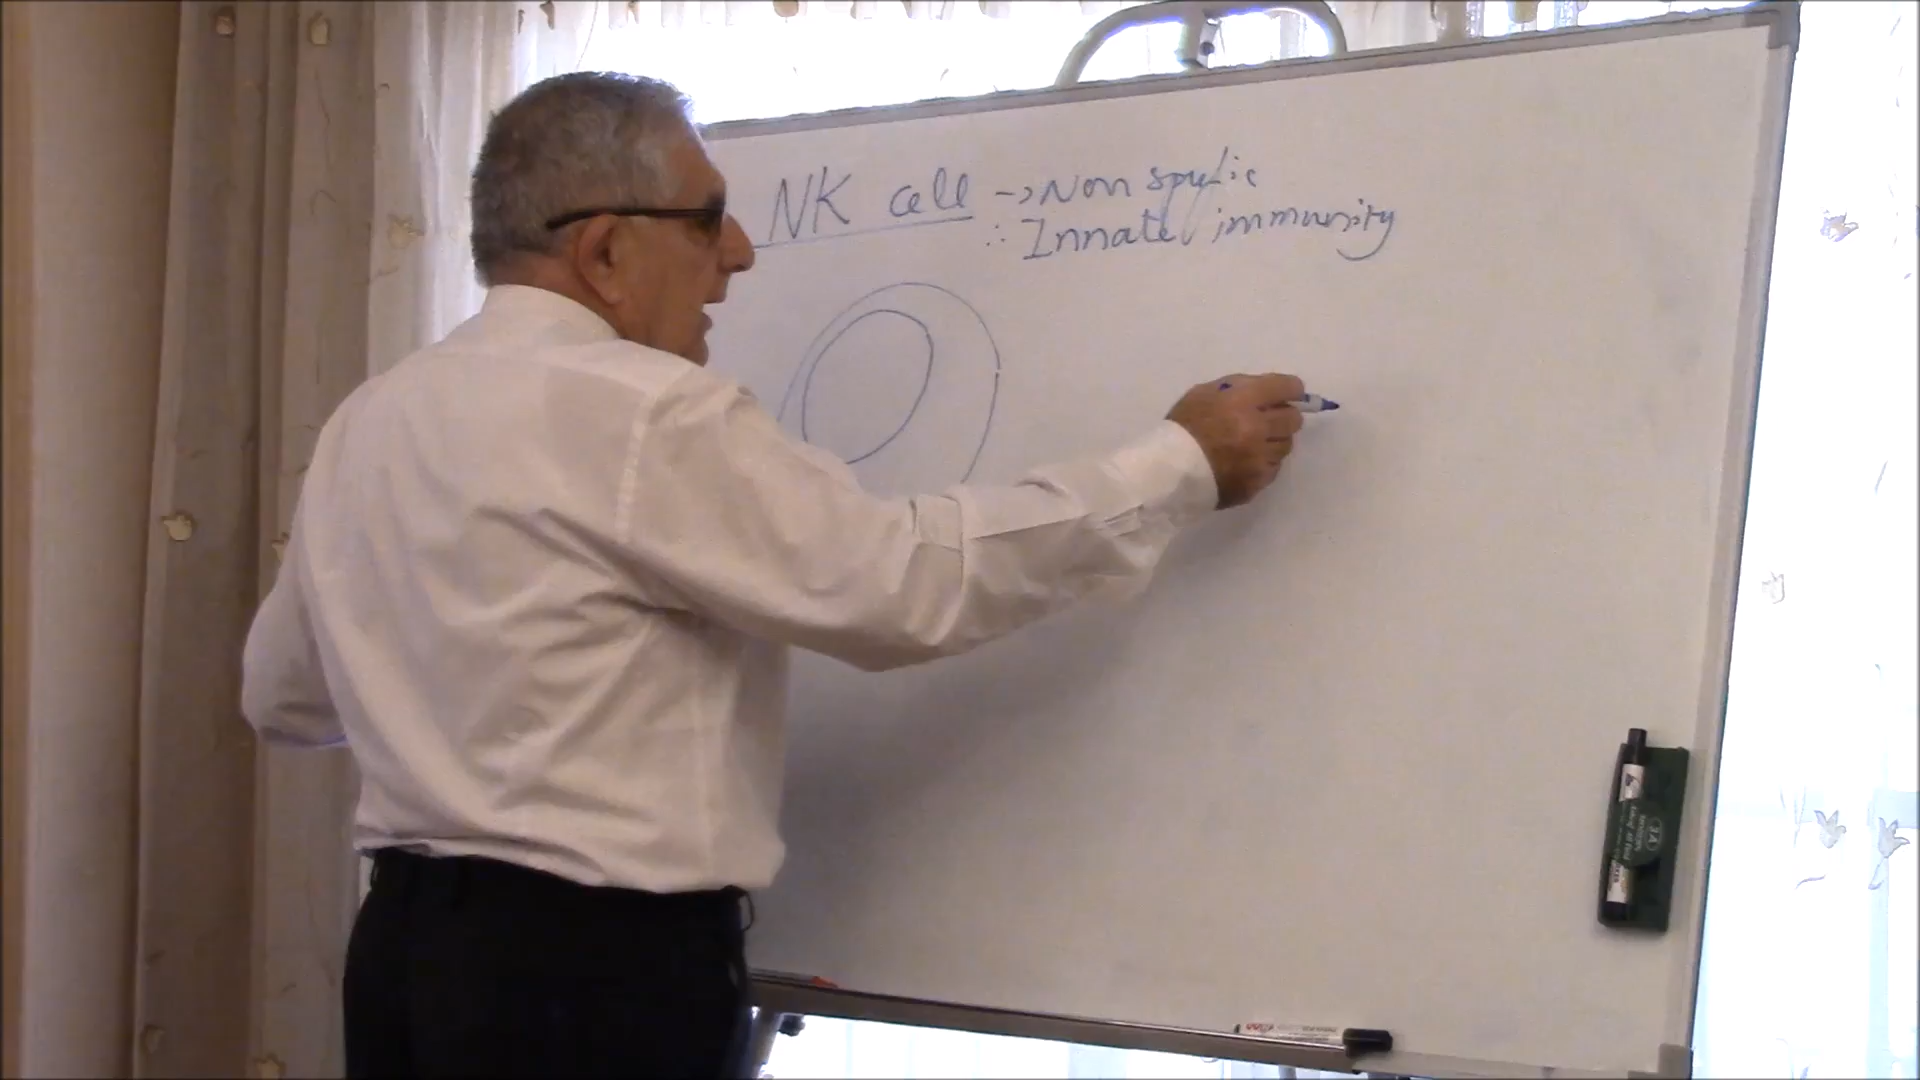 NK cell → Non specific
∴ Innate immunity